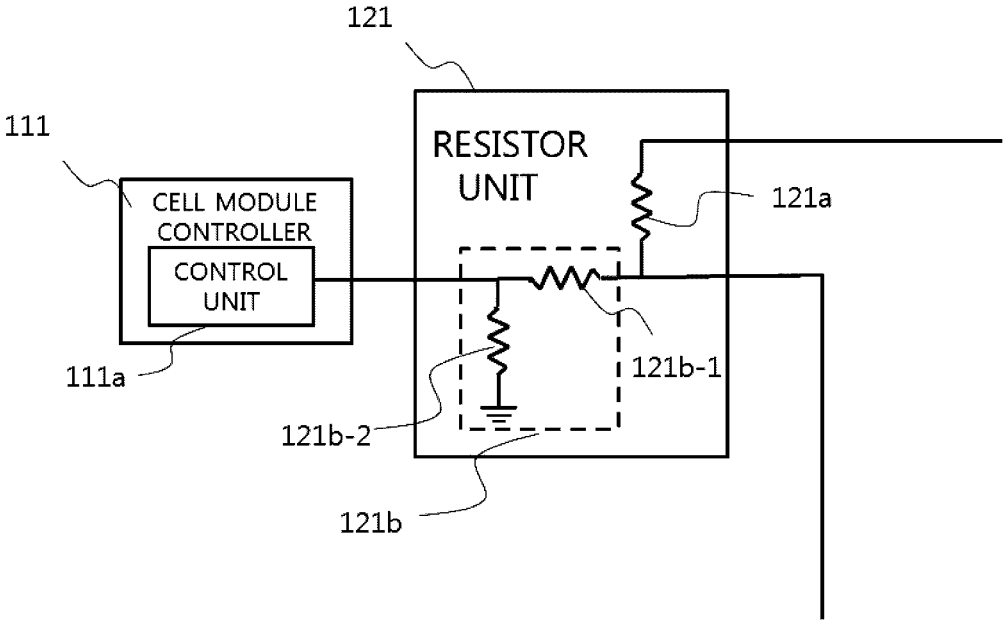 121
111
RESISTOR
UNIT
121a
CELL MODULE
CONTROLLER
CONTROL
UNIT
121b-1
111a
121b-2
121b